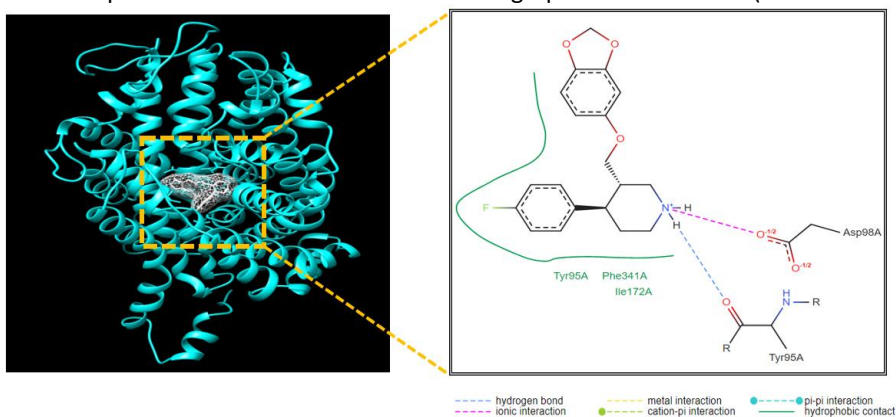 O O
O
F
N⁺ H
H
O⁻¹/²
Asp98A
O⁻¹/²
Tyr95A Phe341A
Ile172A
H
O N R
R
Tyr95A
hydrogen bond metal interaction pi-pi interaction
ionic interaction cation-pi interaction hydrophobic contact